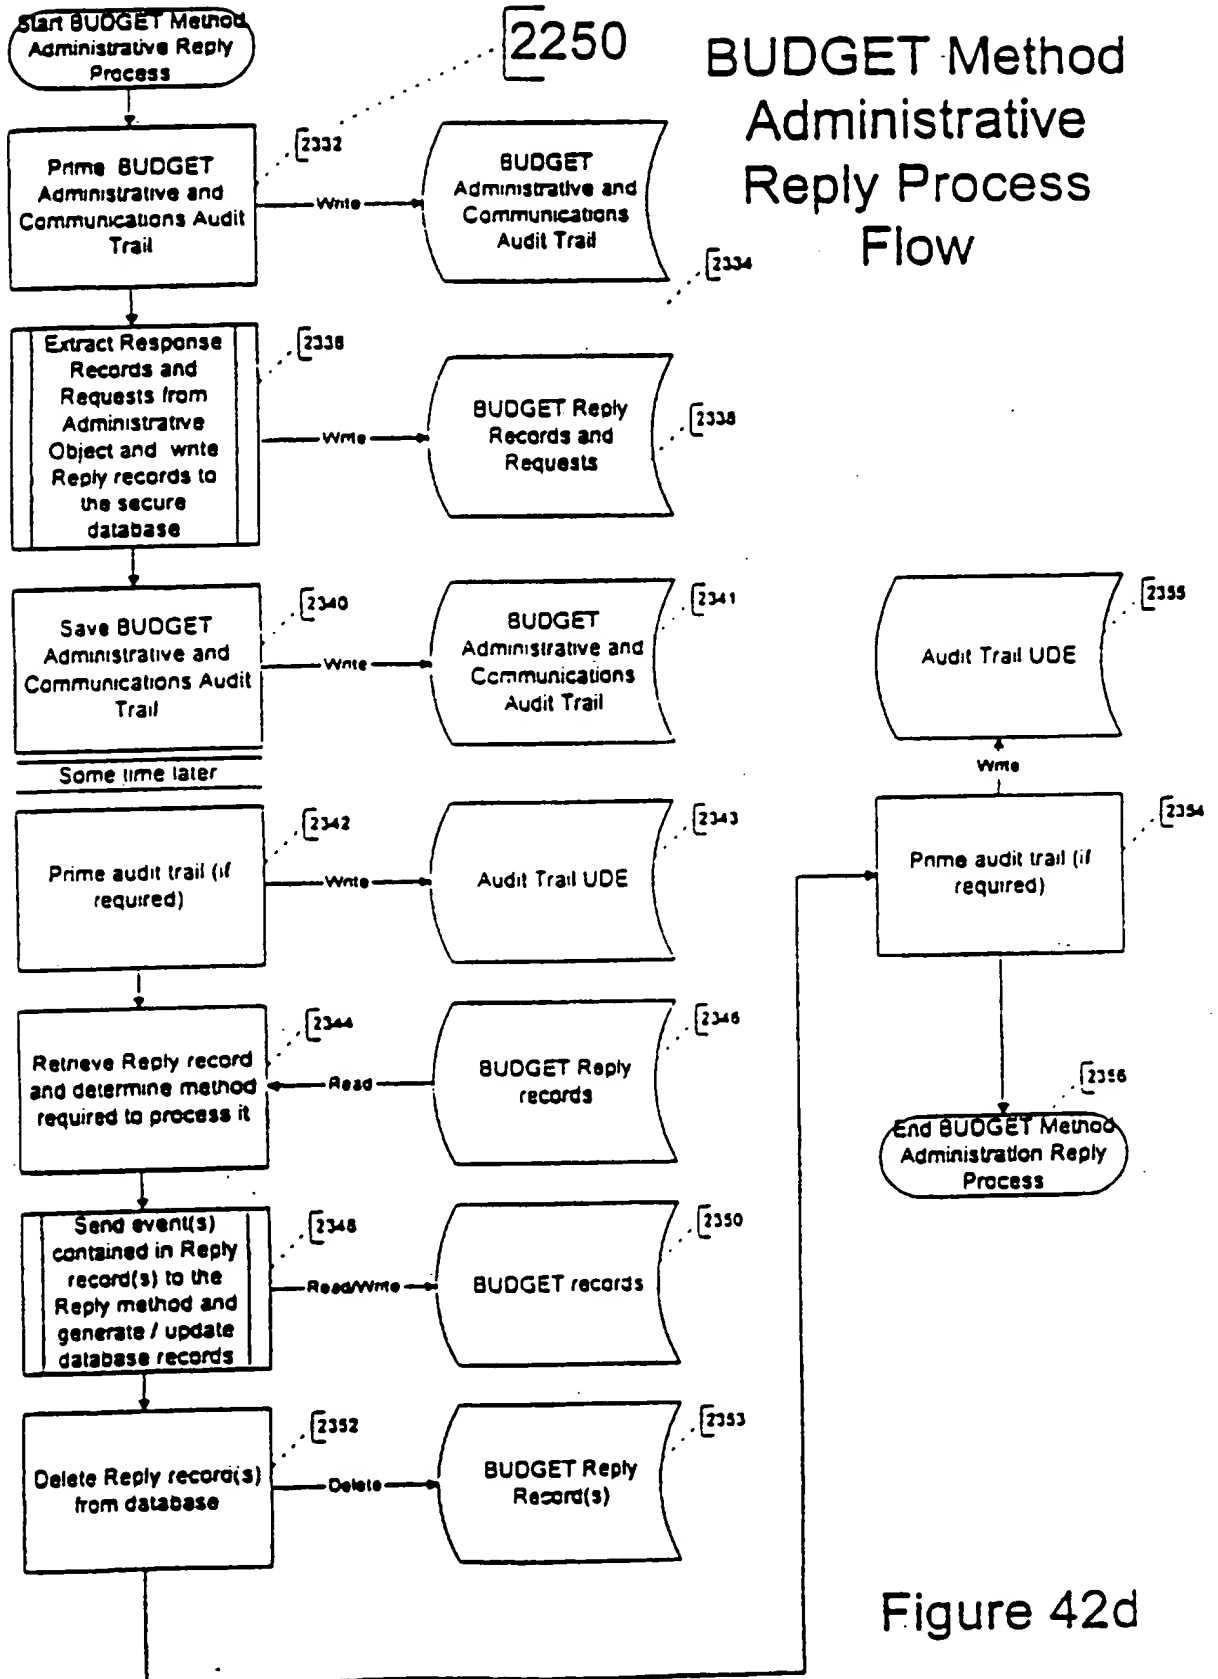 Start BUDGET Method
Administrative Reply
Process
2250
BUDGET Method
Administrative
Reply Process
Flow
Prime BUDGET
Administrative and
Communications Audit
Trail
2332
Write
BUDGET
Administrative and
Communications
Audit Trail
2334
Extract Response
Records and
Requests from
Administrative
Object and write
Reply records to
the secure
database
2336
Write
BUDGET Reply
Records and
Requests
2338
Save BUDGET
Administrative and
Communications Audit
Trail
2340
Write
BUDGET
Administrative and
Communications
Audit Trail
2341
Some time later
Prime audit trail (if
required)
2342
Write
Audit Trail UDE
2343
Retrieve Reply record
and determine method
required to process it
2344
Read
BUDGET Reply
records
2346
Send event(s)
contained in Reply
record(s) to the
Reply method and
generate / update
database records
2348
Read/Write
BUDGET records
2350
Delete Reply record(s)
from database
2352
Delete
BUDGET Reply
Record(s)
2353
Audit Trail UDE
2355
Write
Prime audit trail (if
required)
2354
End BUDGET Method
Administration Reply
Process
2356
Figure 42d